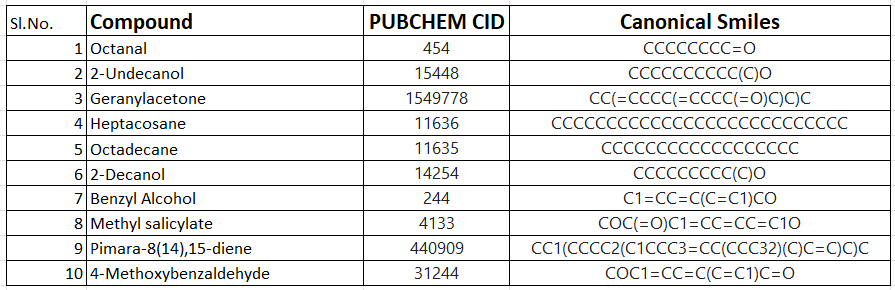 Sl.No. Compound PUBCHEM CID Canonical Smiles
1 Octanal 454 CCCCCCCC=O
2 2-Undecanol 15448 CCCCCCCCCC(C)O
3 Geranylacetone 1549778 CC(=CCCC(=CCCC(=O)C)C)C
4 Heptacosane 11636 CCCCCCCCCCCCCCCCCCCCCCCCCCC
5 Octadecane 11635 CCCCCCCCCCCCCCCCCC
6 2-Decanol 14254 CCCCCCCCC(C)O
7 Benzyl Alcohol 244 C1=CC=C(C=C1)CO
8 Methyl salicylate 4133 COC(=O)C1=CC=CC=C1O
9 Pimara-8(14),15-diene 440909 CC1(CCCC2(C1CCC3=CC(CCC32)(C)C=C)C)C
10 4-Methoxybenzaldehyde 31244 COC1=CC=C(C=C1)C=O